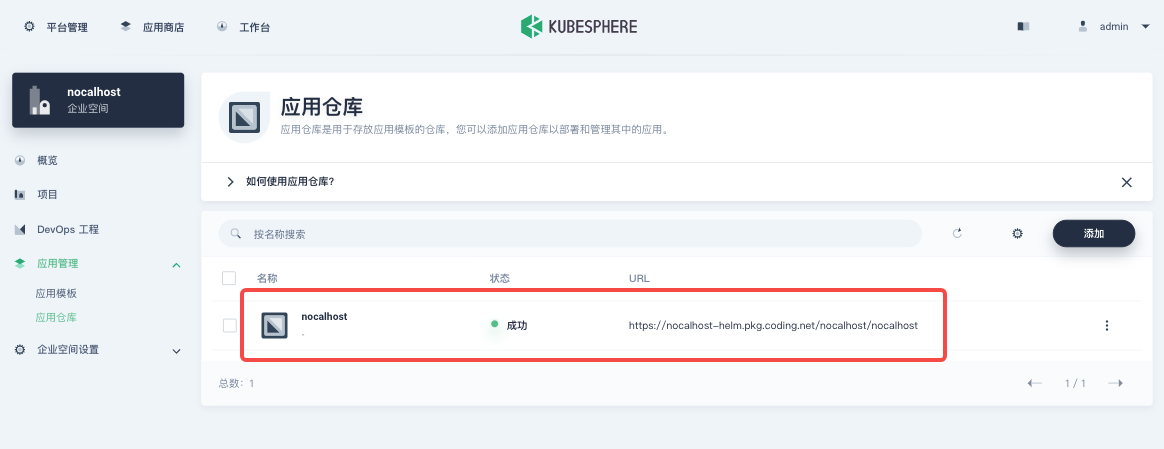 平台管理 应用商店 工作台 KUBESPHERE admin
nocalhost
企业空间
概览
项目
DevOps 工程
应用管理
应用模板
应用仓库
企业空间设置
应用仓库
应用仓库是用于存放应用模板的仓库，您可以添加应用仓库以部署和管理其中的应用。
如何使用应用仓库?
按名称搜索 添加
名称 状态 URL
nocalhost
-
成功 https://nocalhost-helm.pkg.coding.net/nocalhost/nocalhost
总数：1 1 / 1